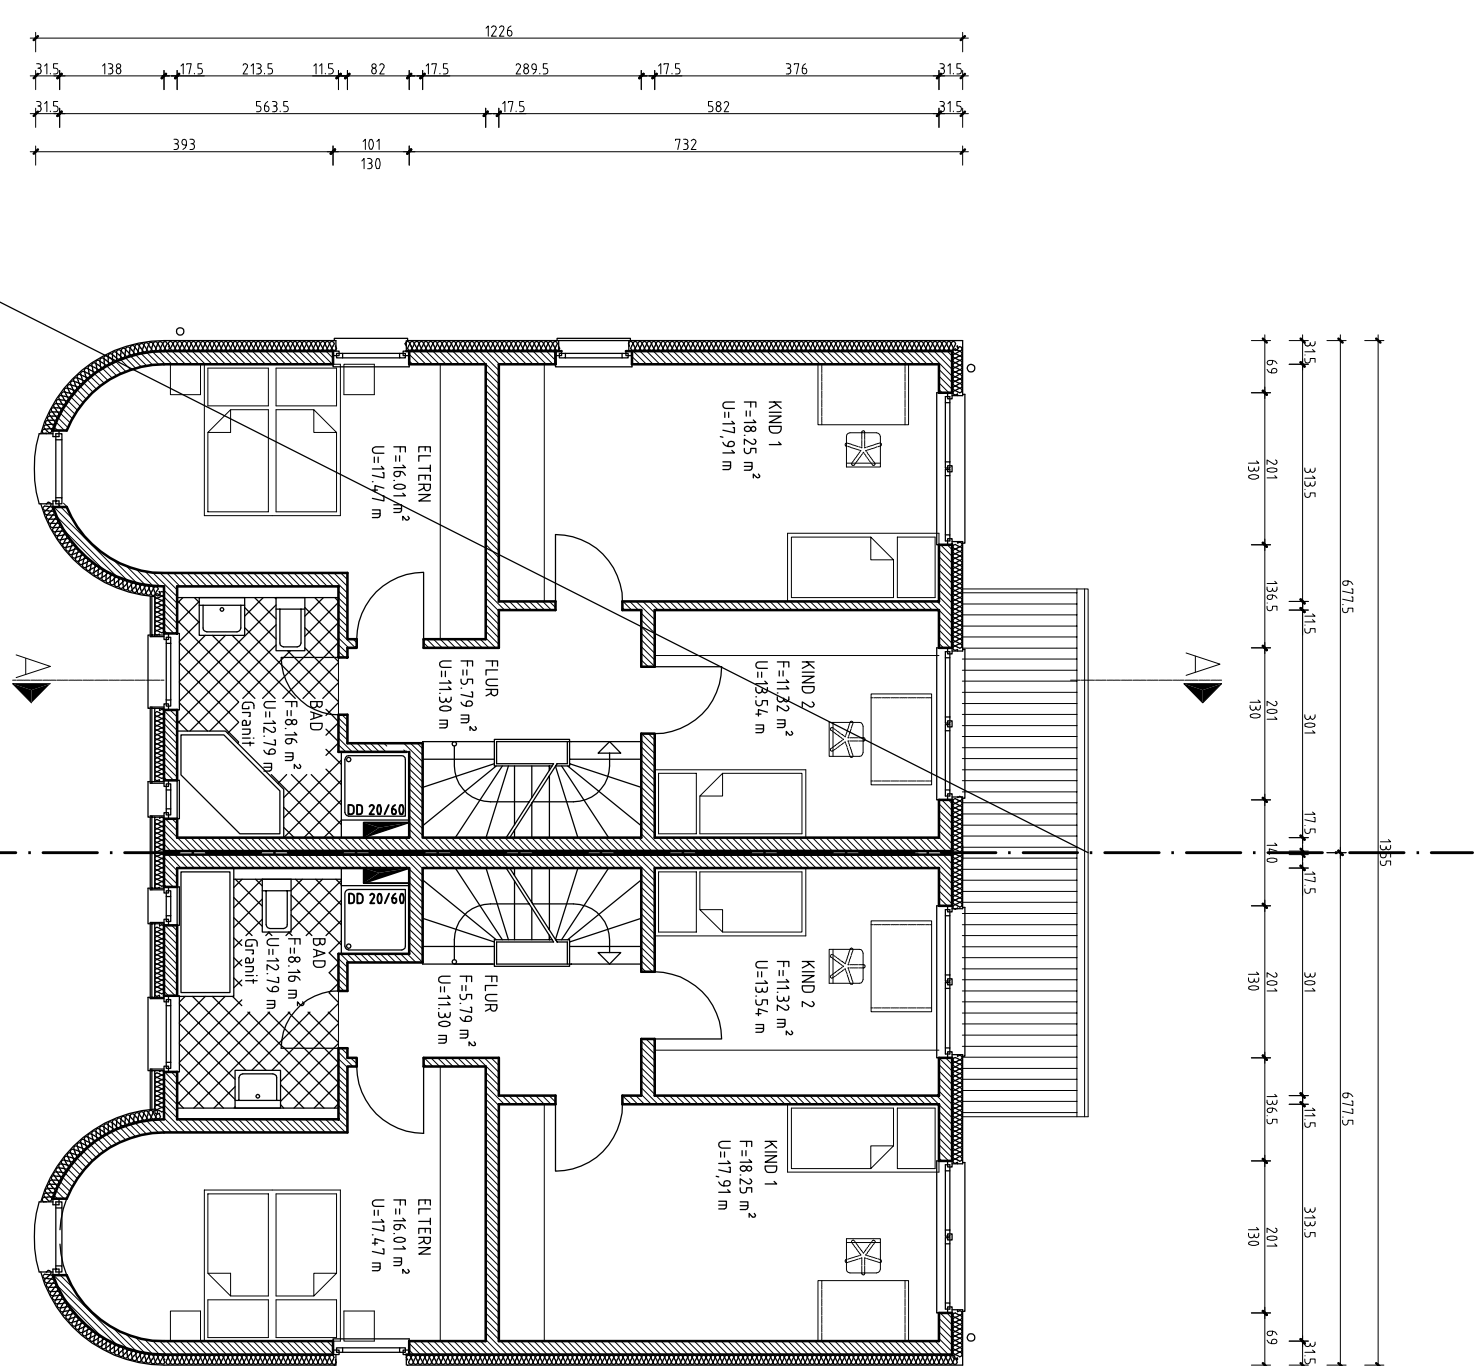 1226
31.5 138 17.5 213.5 11.5 82 17.5 289.5 17.5 376 31.5
31.5 563.5 17.5 582 31.5
393 101 732
130
KIND 1
F=18.25 m²
U=17,91 m
ELTERN
F=16.01 m²
U=17.47 m
KIND 2
F=11.32 m²
U=13.54 m
FLUR
F=5.79 m²
U=11.30 m
BAD
F=8.16 m²
U=12.79 m
Granit
DD 20/60
A
A
DD 20/60
BAD
F=8.16 m²
U=12.79 m
Granit
FLUR
F=5.79 m²
U=11.30 m
KIND 2
F=11.32 m²
U=13.54 m
KIND 1
F=18.25 m²
U=17,91 m
ELTERN
F=16.01 m²
U=17.47 m
1355
677.5 677.5
31.5 313.5 11.5 301 17.5 17.5 301 11.5 313.5 31.5
69 201 136.5 201 140 201 136.5 201 69
130 130 130 130